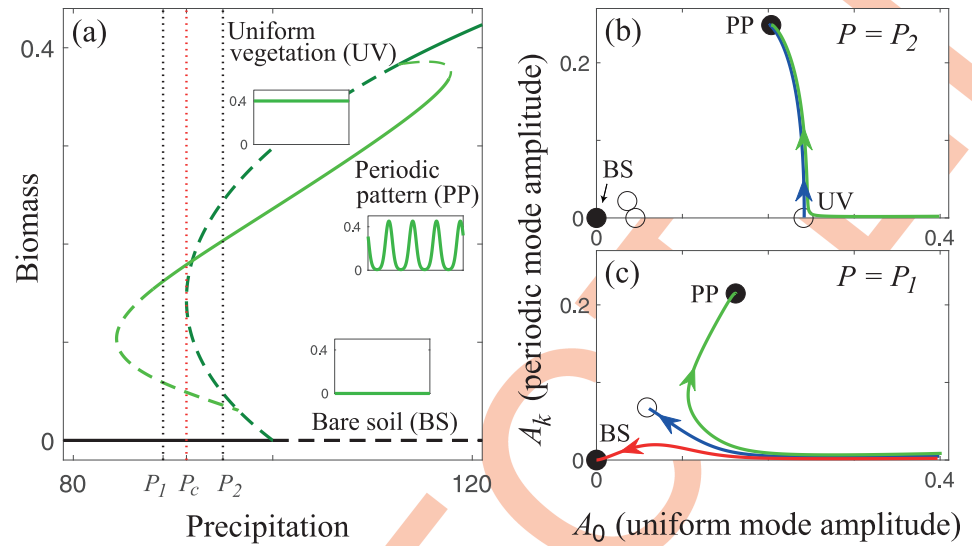 (a)
Uniform
vegetation (UV)
0.4
0.4
0
Periodic
pattern (PP)
0.4
0
0.4
0
Bare soil (BS)
0
80
P1
Pc
P2
120
Biomass
Precipitation
(b)
PP
P = P2
0.2
BS
UV
0
0
0.4
(c)
P = P1
0.2
PP
BS
0
0
0.4
Ak (periodic mode amplitude)
A0 (uniform mode amplitude)